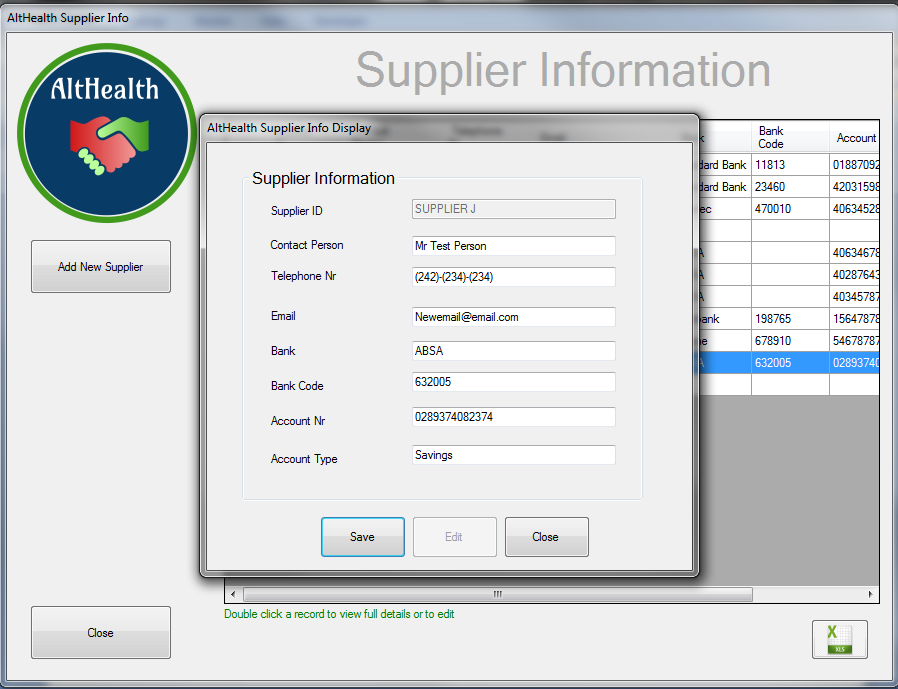 AltHealth Supplier Info
AltHealth
Supplier Information
Add New Supplier
AltHealth Supplier Info Display
Supplier Information
Supplier ID SUPPLIER J
Contact Person Mr Test Person
Telephone Nr (242)-(234)-(234)
Email Newemail@email.com
Bank ABSA
Bank Code 632005
Account Nr 0289374082374
Account Type Savings
Save Edit Close
Bank Code Account
Bank 11813 01887092
Bank 23460 42031598
470010 40634528
40634678
40287643
40345787
198765 15647878
678910 54678787
632005 02893740
Double click a record to view full details or to edit
Close
XLS